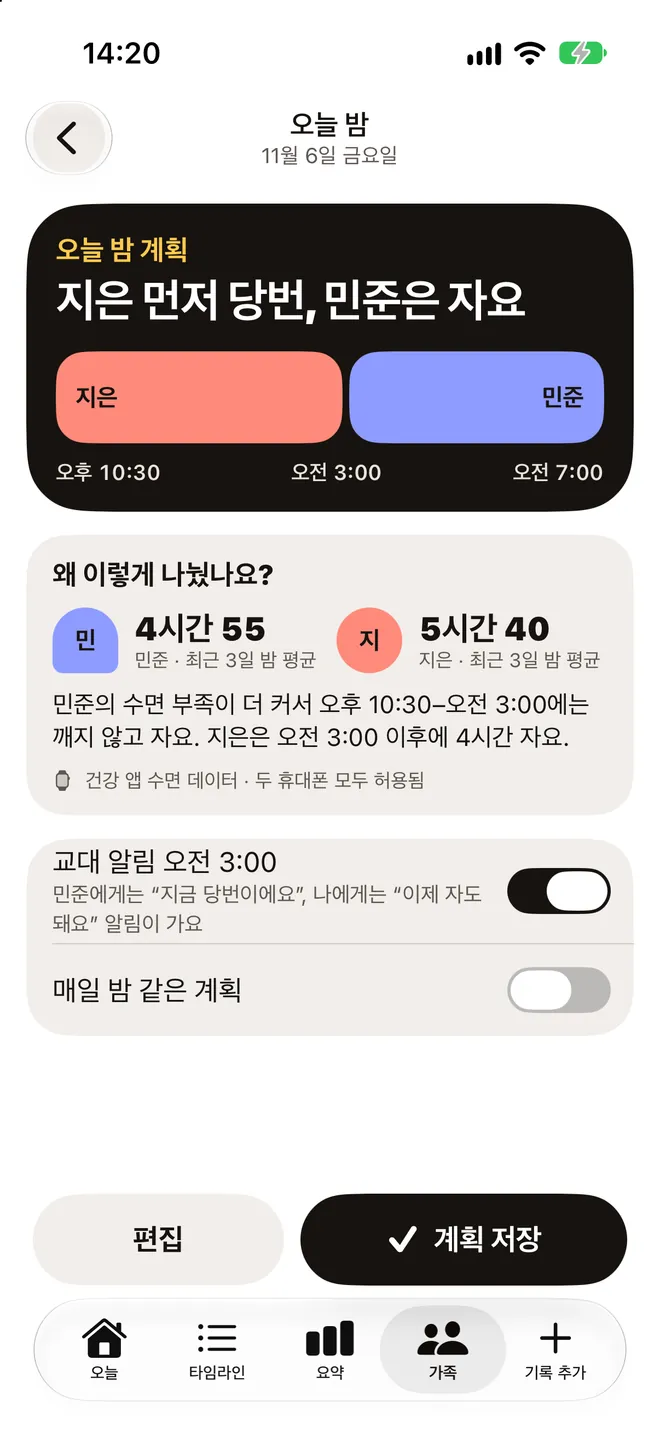 14:20
오늘 밤
11월 6일 금요일
오늘 밤 계획
지은 먼저 당번, 민준은 자요
지은
민준
오후 10:30
오전 3:00
오전 7:00
왜 이렇게 나눴나요?
민
4시간 55
민준 · 최근 3일 밤 평균
지
5시간 40
지은 · 최근 3일 밤 평균
민준의 수면 부족이 더 커서 오후 10:30–오전 3:00에는
깨지 않고 자요. 지은은 오전 3:00 이후에 4시간 자요.
건강 앱 수면 데이터 · 두 휴대폰 모두 허용됨
교대 알림 오전 3:00
민준에게는 “지금 당번이에요”, 나에게는 “이제 자도
돼요” 알림이 가요
매일 밤 같은 계획
편집
계획 저장
오늘
타임라인
요약
가족
기록 추가